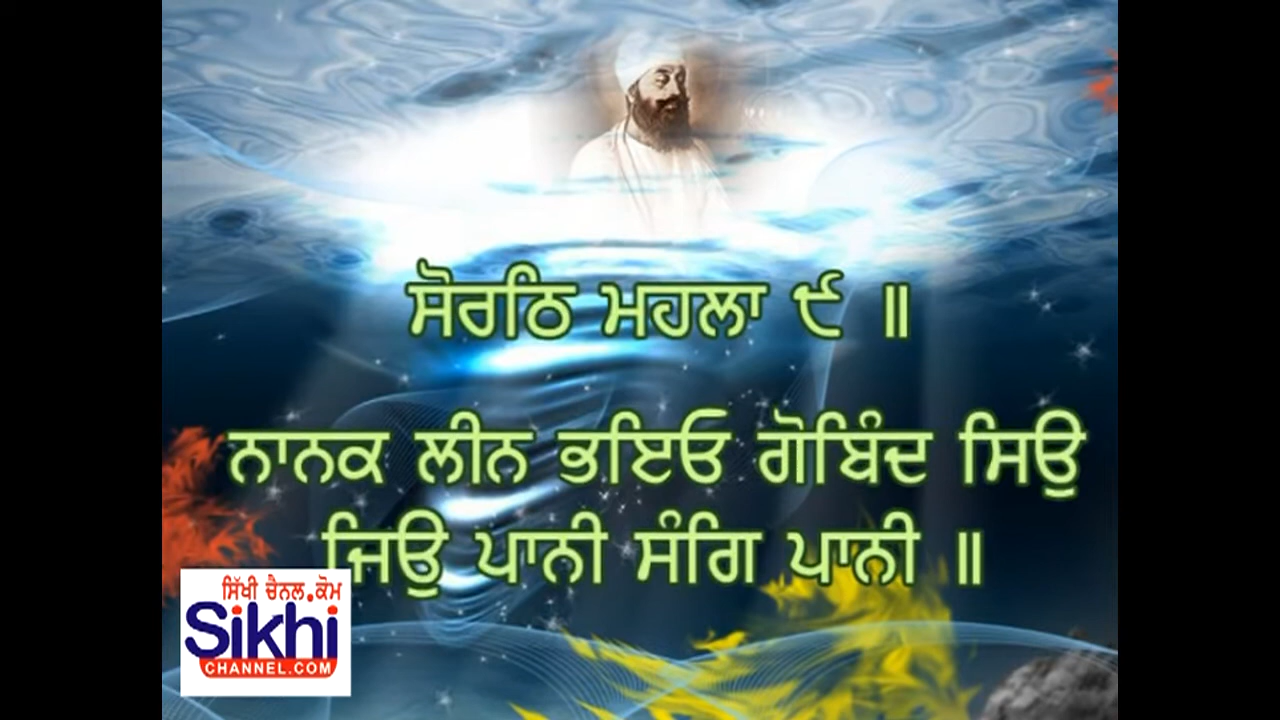 ਸੋਰਠਿ ਮਹਲਾ ੯ ॥
ਨਾਨਕ ਲੀਨ ਭਇਓ ਗੋਬਿੰਦ ਸਿਉ
ਜਿਉ ਪਾਨੀ ਸੰਗਿ ਪਾਨੀ ॥
ਸਿੱਖੀ ਚੈਨਲ.ਕੋਮ
Sikhi
CHANNEL.COM